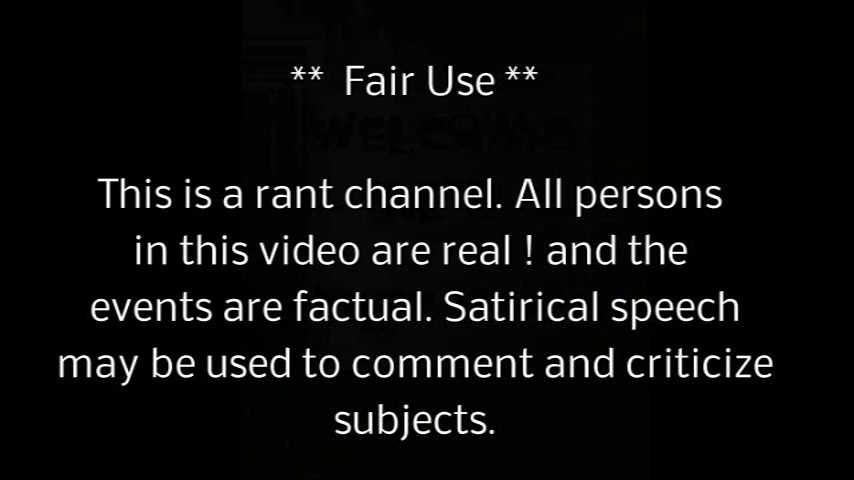 ** Fair Use **
This is a rant channel. All persons
in this video are real ! and the
events are factual. Satirical speech
may be used to comment and criticize
subjects.
WELCOME